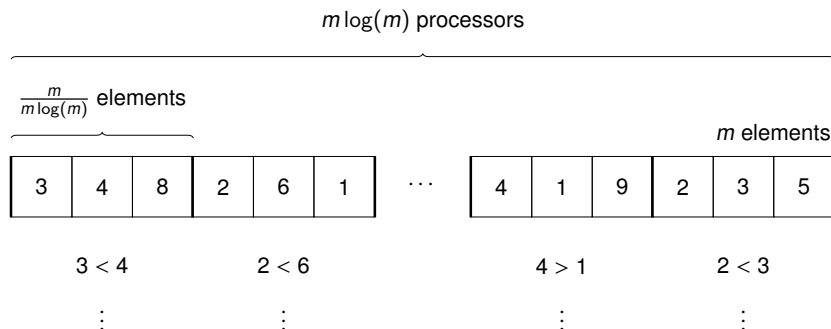 m log(m) processors
m/(m log(m)) elements
m elements
3 4 8 2 6 1 ... 4 1 9 2 3 5
3 < 4 2 < 6 4 > 1 2 < 3
⋮ ⋮ ⋮ ⋮